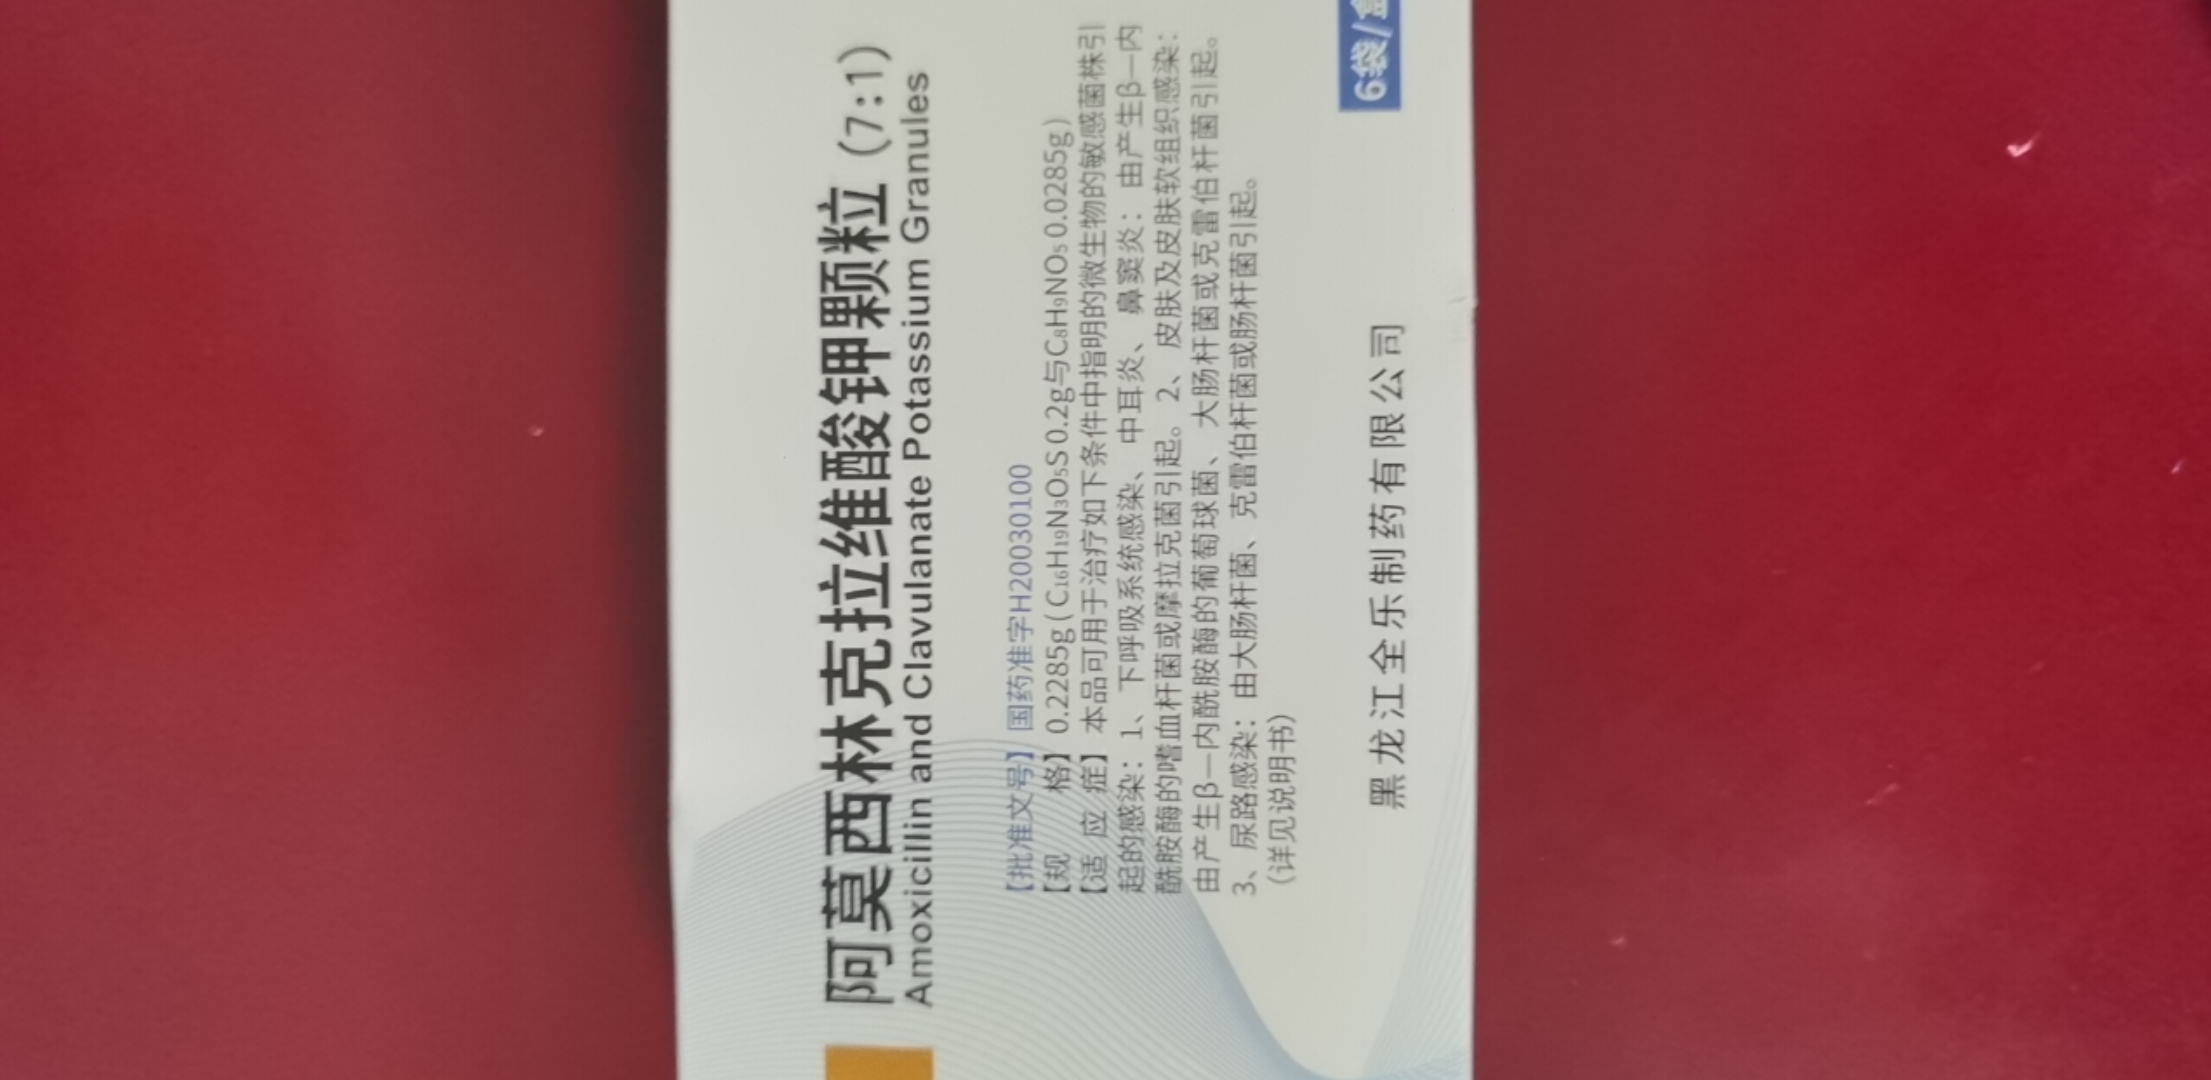 阿莫西林克拉维酸钾颗粒（7:1）
Amoxicillin and Clavulanate Potassium Granules
【批准文号】国药准字H20030100
【规　　格】0.2285g（C₁₆H₁₉N₃O₅S 0.2g与C₈H₉NO₅ 0.0285g）
【适 应 症】本品可用于治疗如下条件中指明的微生物的敏感菌株引
起的感染：1、下呼吸系统感染、中耳炎、鼻窦炎：由产生β—内
酰胺酶的嗜血杆菌或摩拉克菌引起。2、皮肤及皮肤软组织感染：
由产生β—内酰胺酶的葡萄球菌、大肠杆菌或克雷伯杆菌引起。
3、尿路感染：由大肠杆菌、克雷伯杆菌或肠杆菌引起。
（详见说明书）
6袋/盒
黑龙江全乐制药有限公司